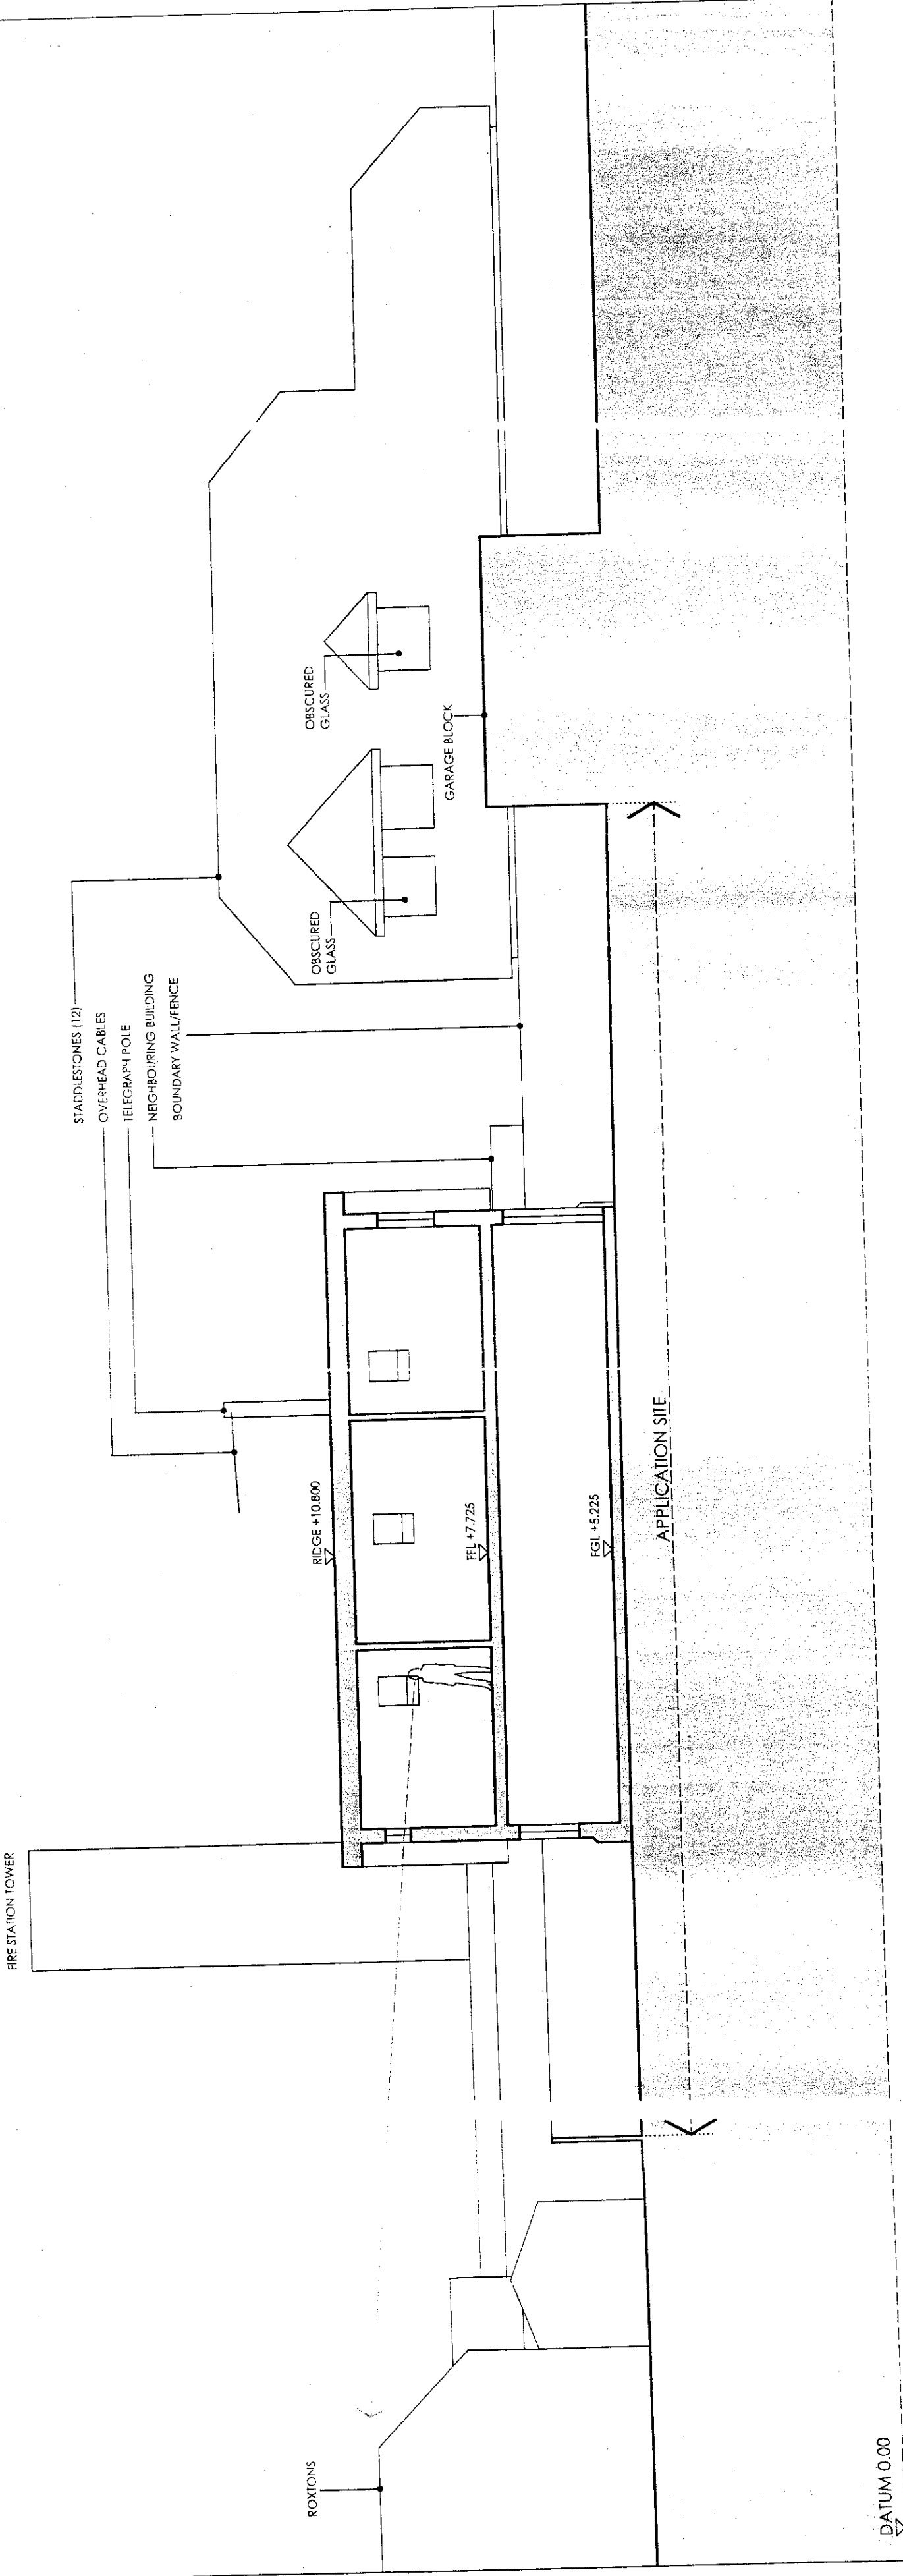 FIRE STATION TOWER
STADDLESTONES (12)
OVERHEAD CABLES
TELEGRAPH POLE
NEIGHBOURING BUILDING
BOUNDARY WALL/FENCE
OBSCURED
GLASS
OBSCURED
GLASS
GARAGE BLOCK
ROXTONS
RIDGE +10.800
FFL +7.725
FGL +5.225
APPLICATION SITE
DATUM 0.00